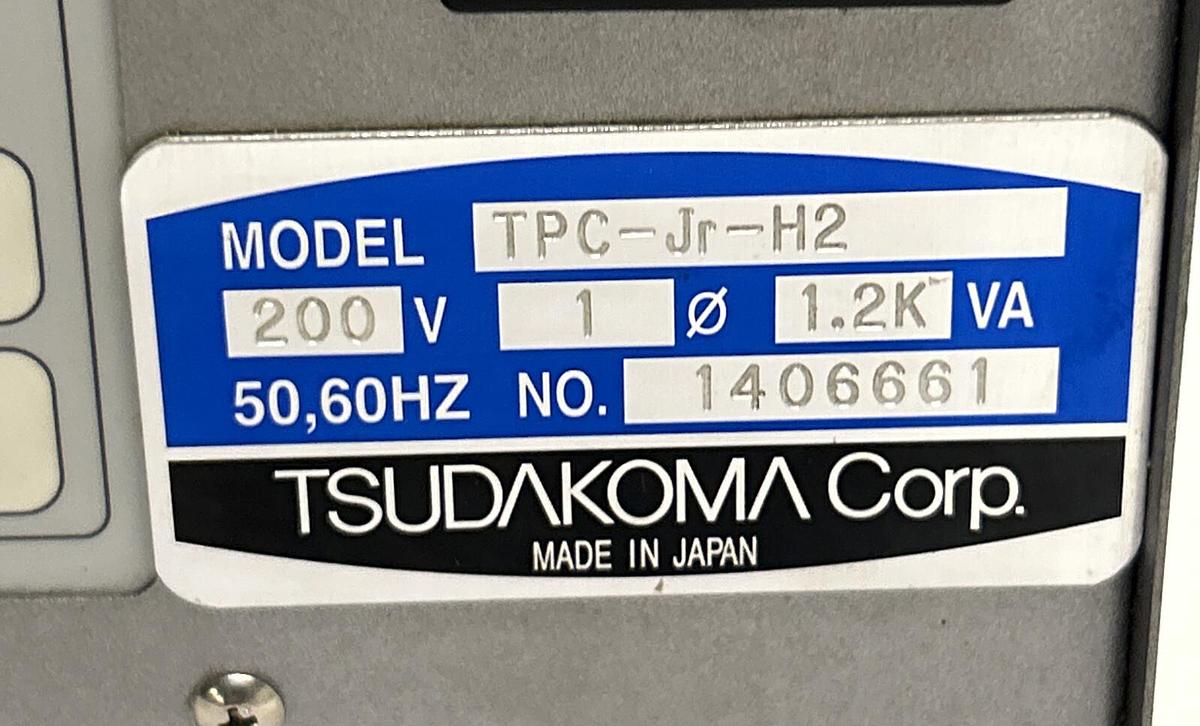 MODEL TPC-Jr-H2
200 V 1 Ø 1.2K VA
50,60HZ NO. 1406661
TSUDAKOMA Corp.
MADE IN JAPAN